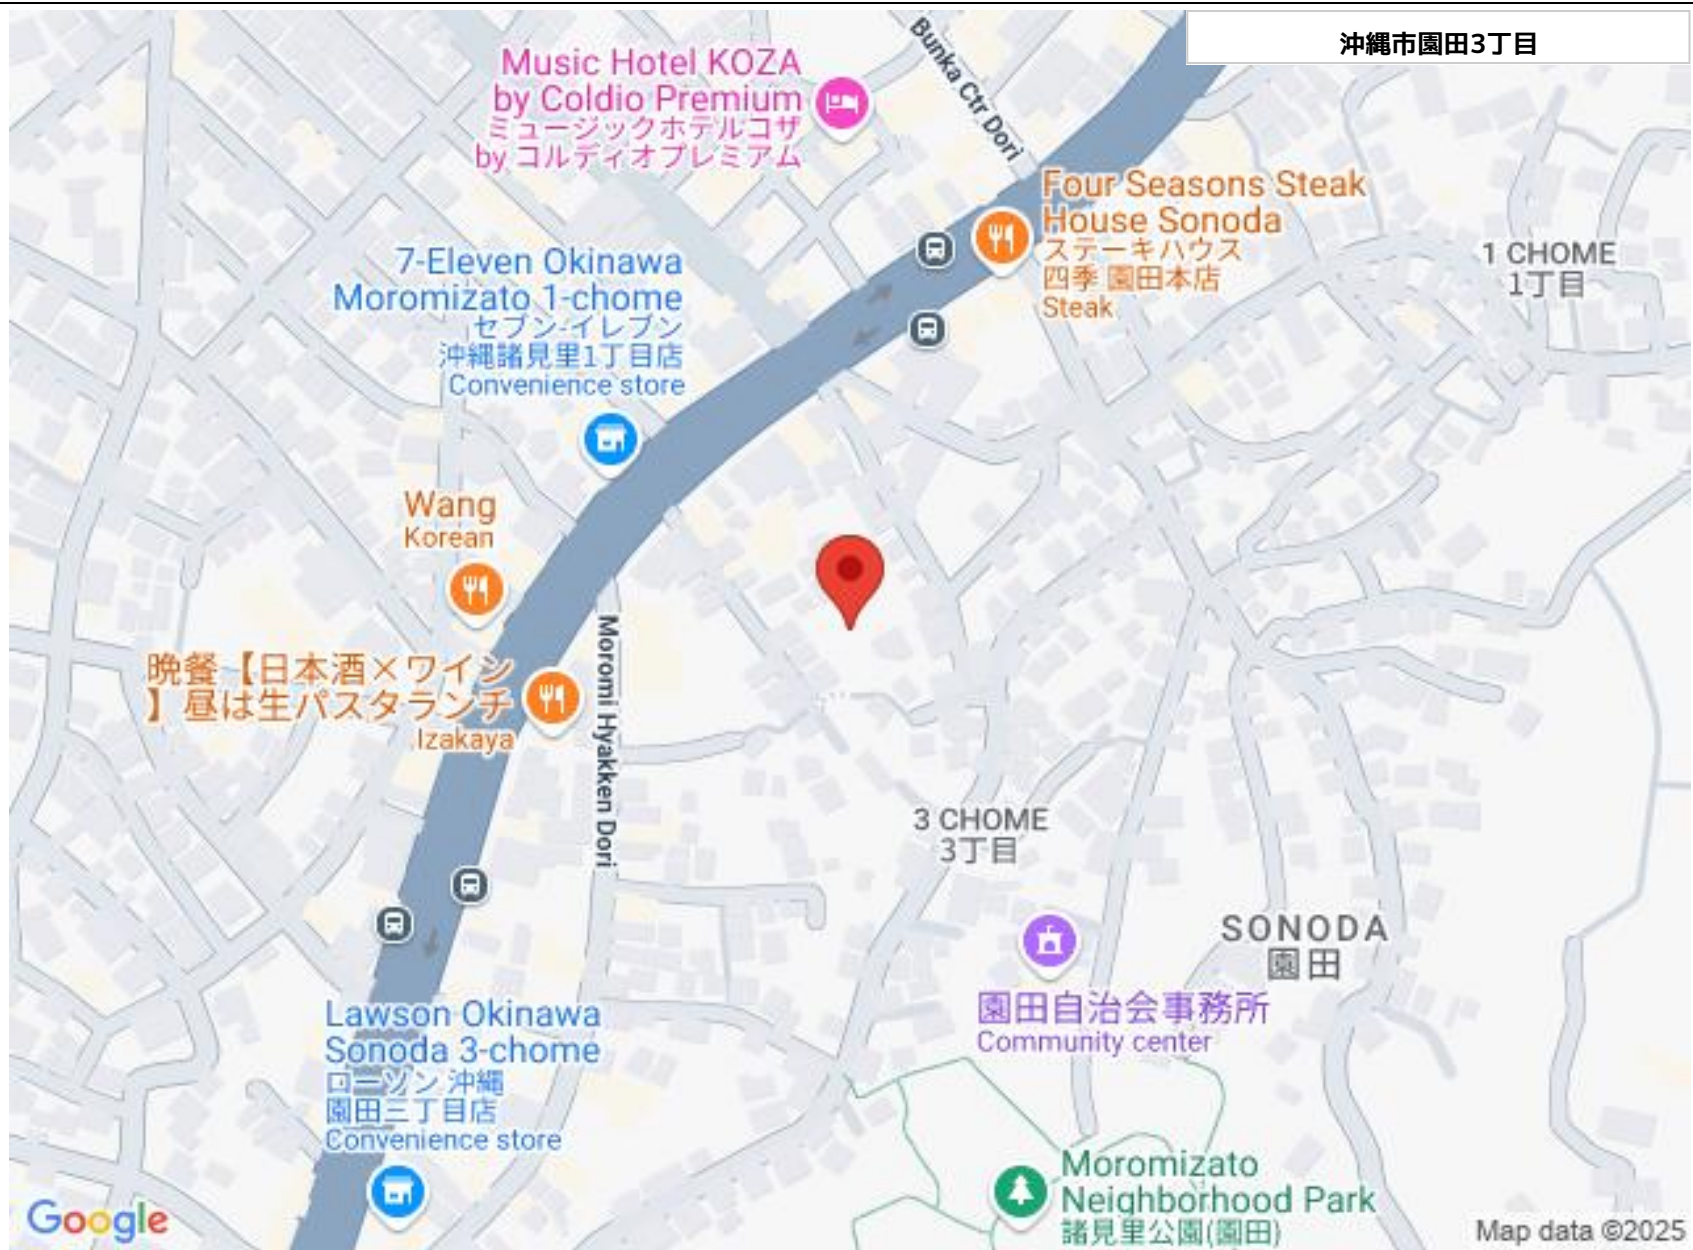 沖縄市園田3丁目
Music Hotel KOZA
by Coldio Premium
ミュージックホテルコザ
by コルディオプレミアム
Bunka Ctr Dori
Four Seasons Steak
House Sonoda
ステーキハウス
四季 園田本店
Steak
1 CHOME
1丁目
7-Eleven Okinawa
Moromizato 1-chome
セブン-イレブン
沖縄諸見里1丁目店
Convenience store
Wang
Korean
晩餐【日本酒×ワイン
】昼は生パスタランチ
Izakaya
Moromi Hyakken Dori
3 CHOME
3丁目
SONODA
園田
園田自治会事務所
Community center
Lawson Okinawa
Sonoda 3-chome
ローソン 沖縄
園田三丁目店
Convenience store
Moromizato
Neighborhood Park
諸見里公園(園田)
Google
Map data ©2025